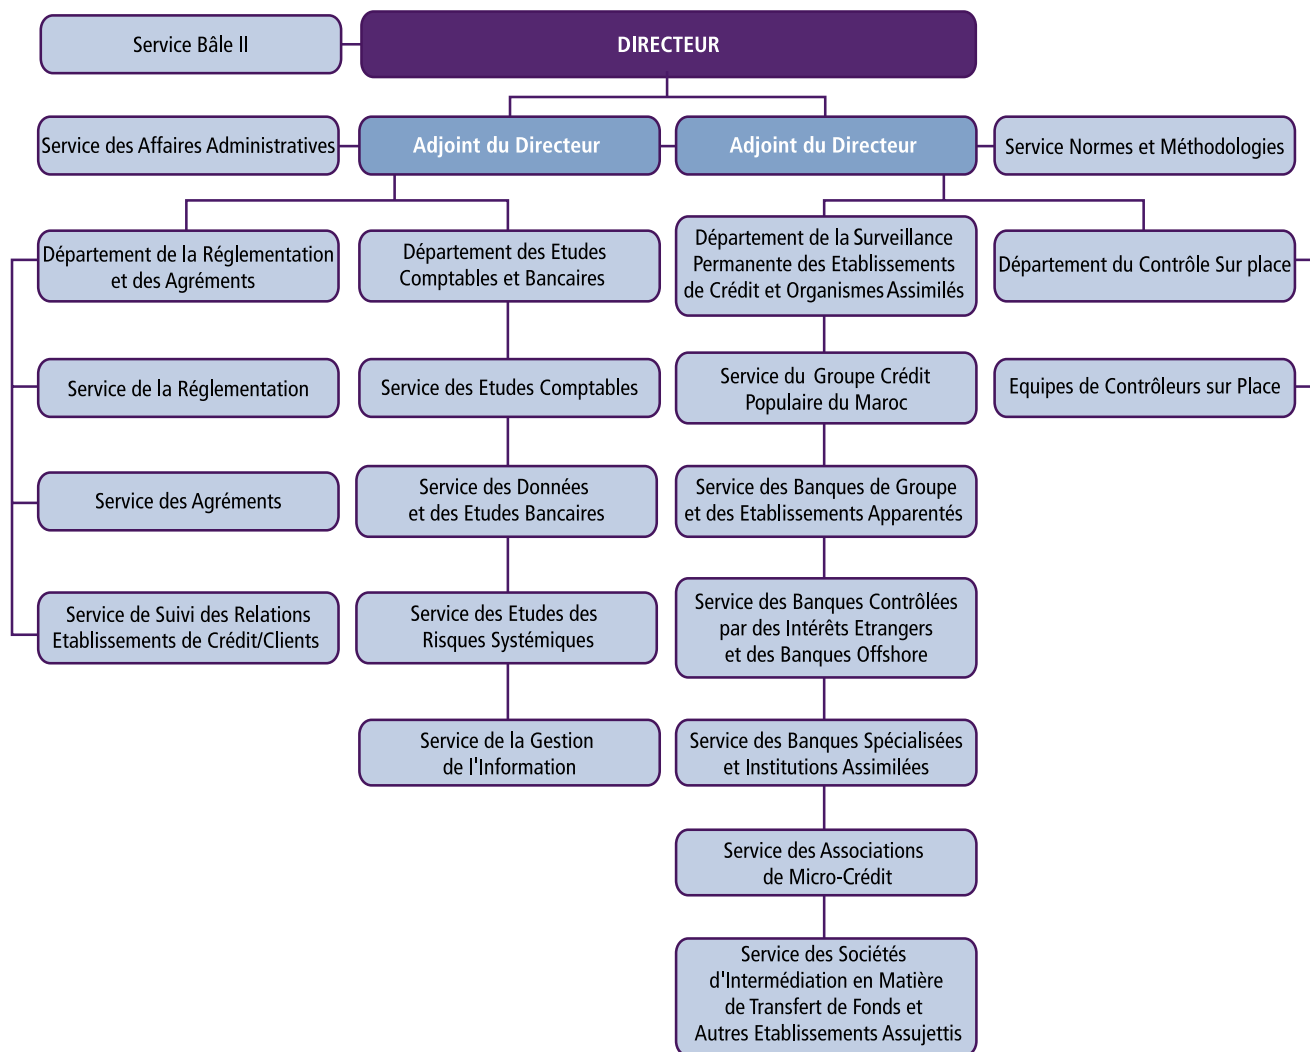 Service Bâle II
DIRECTEUR
Service des Affaires Administratives
Adjoint du Directeur
Adjoint du Directeur
Service Normes et Méthodologies
Département de la Réglementation
et des Agréments
Service de la Réglementation
Service des Agréments
Service de Suivi des Relations
Etablissements de Crédit/Clients
Département des Etudes
Comptables et Bancaires
Service des Etudes Comptables
Service des Données
et des Etudes Bancaires
Service des Etudes des
Risques Systémiques
Service de la Gestion
de l'Information
Département de la Surveillance
Permanente des Etablissements
de Crédit et Organismes Assimilés
Service du Groupe Crédit
Populaire du Maroc
Service des Banques de Groupe
et des Etablissements Apparentés
Service des Banques Contrôlées
par des Intérêts Etrangers
et des Banques Offshore
Service des Banques Spécialisées
et Institutions Assimilées
Service des Associations
de Micro-Crédit
Service des Sociétés
d'Intermédiation en Matière
de Transfert de Fonds et
Autres Etablissements Assujettis
Département du Contrôle Sur place
Equipes de Contrôleurs sur Place